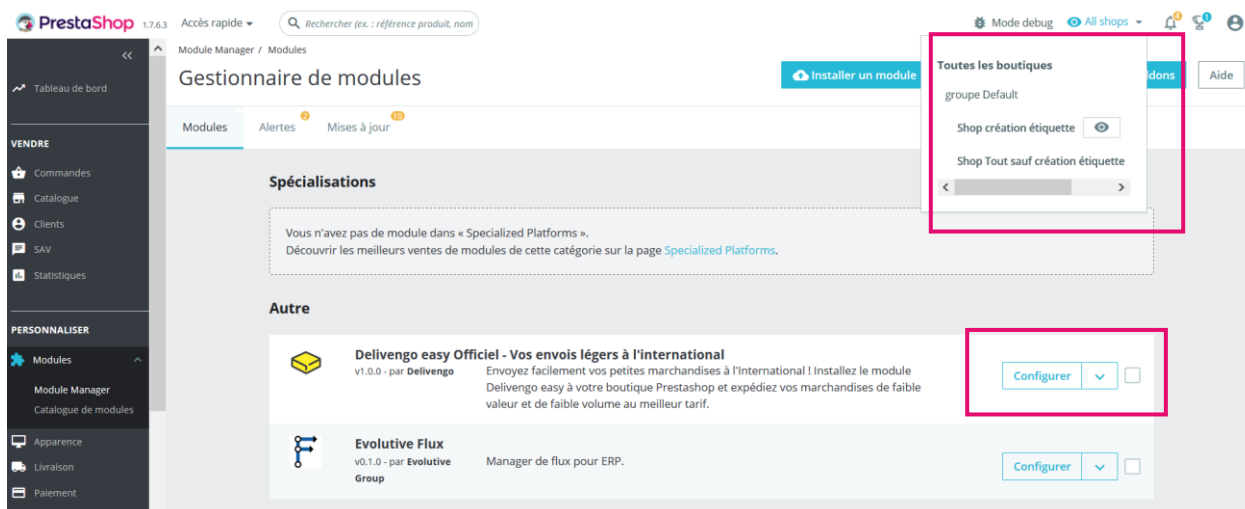 PrestaShop 1.7.6.3 Accès rapide Rechercher (ex. : référence produit, nom Mode debug All shops 4 1
Module Manager / Modules
Gestionnaire de modules
Installer un module
Aide
Toutes les boutiques
groupe Default
Shop création étiquette
Shop Tout sauf création étiquette
Tableau de bord
VENDRE
Commandes
Catalogue
Clients
SAV
Statistiques
PERSONNALISER
Modules
Module Manager
Catalogue de modules
Apparence
Livraison
Paiement
Modules Alertes 2 Mises à jour 10
Spécialisations
Vous n'avez pas de module dans « Specialized Platforms ».
Découvrir les meilleurs ventes de modules de cette catégorie sur la page Specialized Platforms.
Autre
Delivengo easy Officiel - Vos envois légers à l'international
v1.0.0 - par Delivengo
Envoyez facilement vos petites marchandises à l'International ! Installez le module
Delivengo easy à votre boutique Prestashop et expédiez vos marchandises de faible
valeur et de faible volume au meilleur tarif.
Configurer
Evolutive Flux
v0.1.0 - par Evolutive
Group
Manager de flux pour ERP.
Configurer